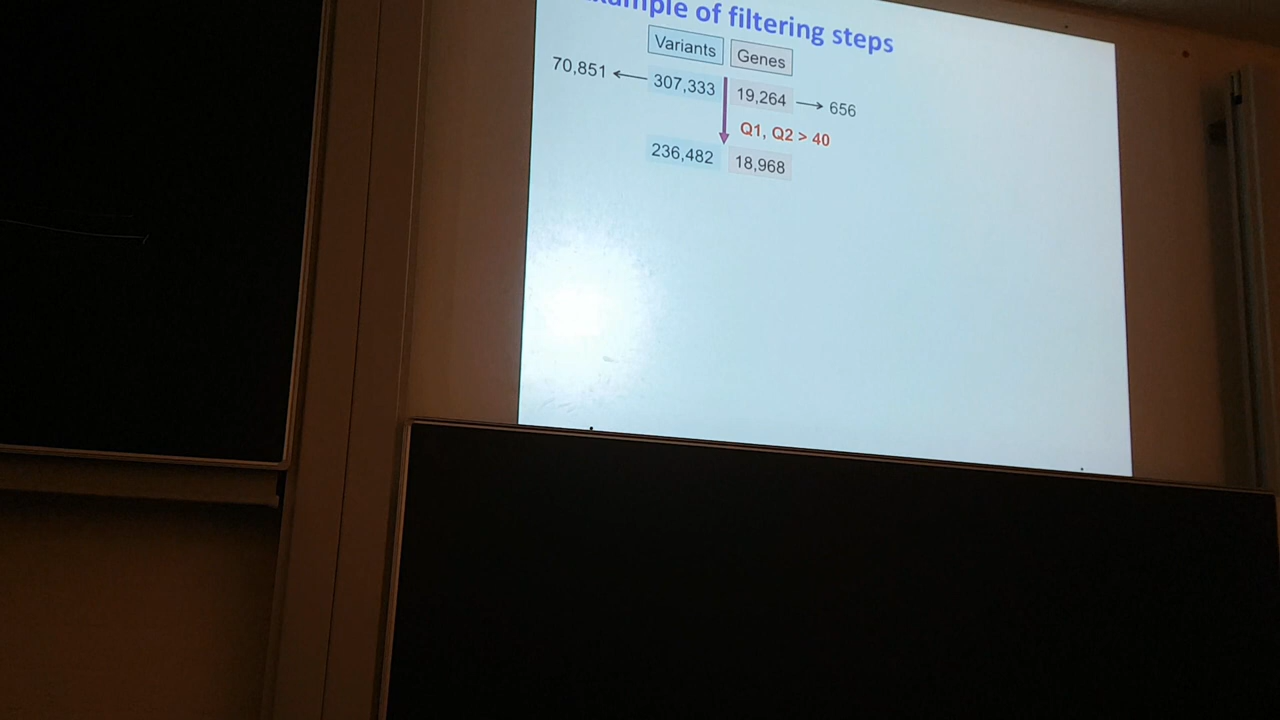 of filtering steps
Variants Genes
70,851 ← 307,333 19,264 → 656
Q1, Q2 > 40
236,482 18,968